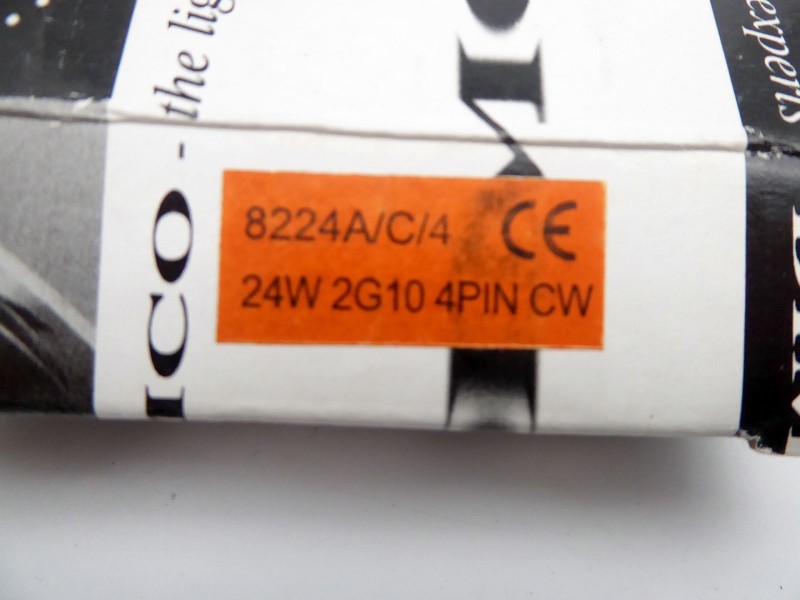 ICO - the lig
8224A/C/4 CE
24W 2G10 4PIN CW
experts